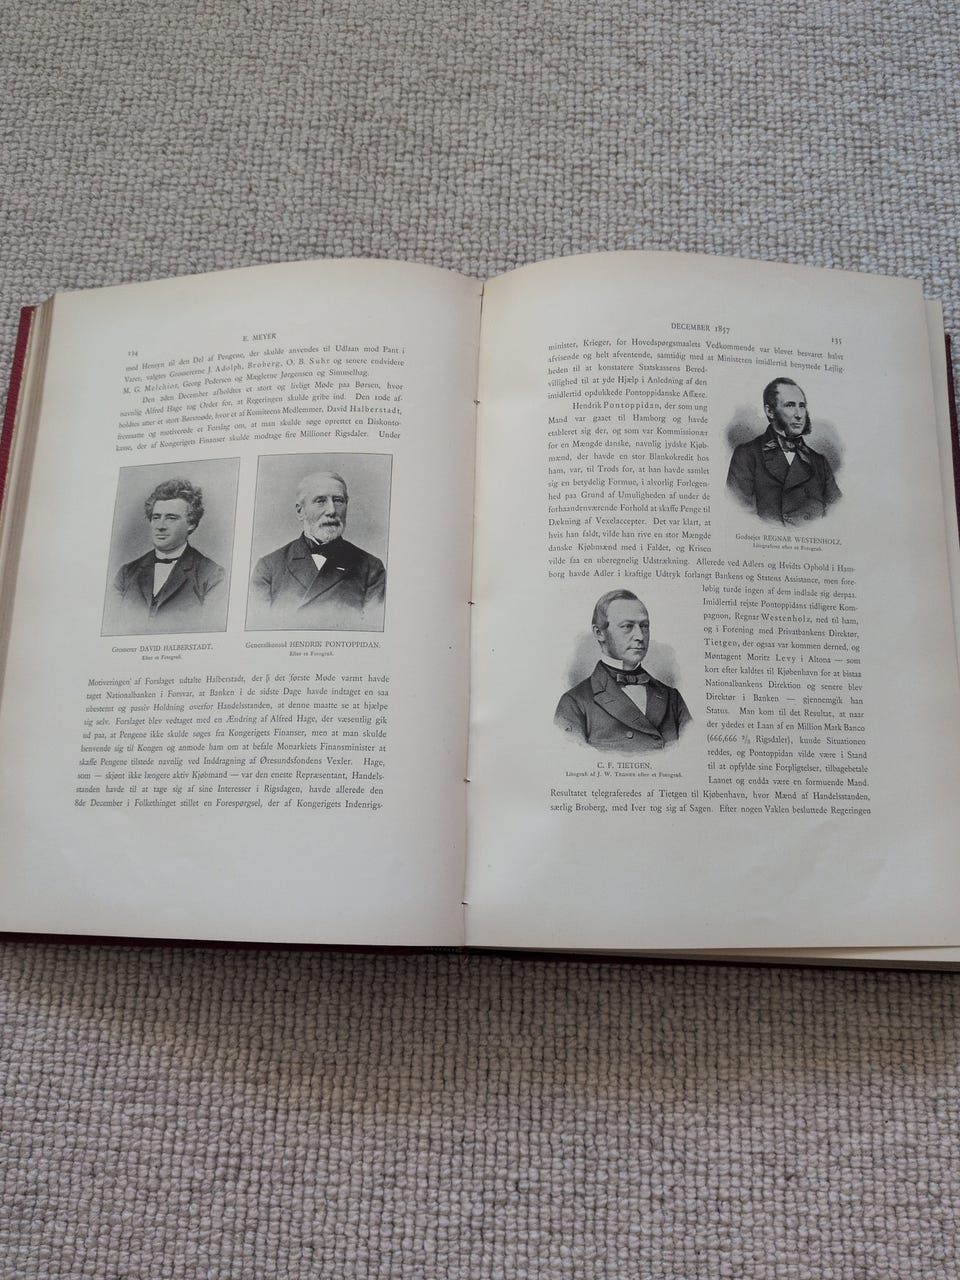 134
E. MEYER
med Hensyn til den Del af Pengene, der skulde anvendes til Udlaan mod Pant i
Varer, valgtes Grossererne J. Adolph, Broberg, O. B. Suhr og senere endvidere
M. G. Melchior, Georg Pedersen og Mæglerne Jørgensen og Simmelhag.
Den 2den December afholdtes et stort og livligt Møde paa Børsen, hvor
navnlig Alfred Hage tog Ordet for, at Regeringen skulde gribe ind. Den 10de af-
holdtes atter et stort Børsmøde, hvor et af Komiteens Medlemmer, David Halberstadt,
fremsatte og motiverede et Forslag om, at man skulde søge oprettet en Diskonto-
kasse, der af Kongerigets Finanser skulde modtage fire Millioner Rigsdaler. Under
Grosserer DAVID HALBERSTADT.
Efter et Fotografi.
Generalkonsul HENDRIK PONTOPPIDAN.
Efter et Fotografi.
Motiveringen af Forslaget udtalte Halberstadt, der i det første Møde varmt havde
taget Nationalbanken i Forsvar, at Banken i de sidste Dage havde indtaget en saa
ubestemt og passiv Holdning overfor Handelsstanden, at denne maatte se at hjælpe
sig selv. Forslaget blev vedtaget med en Ændring af Alfred Hage, der væsentlig gik
ud paa, at Pengene ikke skulde søges fra Kongerigets Finanser, men at man skulde
henvende sig til Kongen og anmode ham om at befale Monarkiets Finansminister at
skaffe Pengene tilstede navnlig ved Inddragning af Øresundsfondens Vexler. Hage,
som — skjønt ikke længere aktiv Kjøbmand — var den eneste Repræsentant, Handels-
standen havde til at tage sig af sine Interesser i Rigsdagen, havde allerede den
8de December i Folkethinget stillet en Forespørgsel, der af Kongerigets Indenrigs-
DECEMBER 1857
135
minister, Krieger, for Hovedspørgsmaalets Vedkommende var blevet besvaret halvt
afvisende og helt afventende, samtidig med at Ministeren imidlertid benyttede Lejlig-
heden til at konstatere Statskassens Bered-
villighed til at yde Hjælp i Anledning af den
imidlertid opdukkede Pontoppidanske Affære.
Hendrik Pontoppidan, der som ung
Mand var gaaet til Hamborg og havde
etableret sig der, og som var Kommissionær
for en Mængde danske, navnlig jydske Kjøb-
mænd, der havde en stor Blankokredit hos
ham, var, til Trods for, at han havde samlet
sig en betydelig Formue, i alvorlig Forlegen-
hed paa Grund af Umuligheden af under de
forhaandenværende Forhold at skaffe Penge til
Dækning af Vexelaccepter. Det var klart, at
hvis han faldt, vilde han rive en stor Mængde
danske Kjøbmænd med i Faldet, og Krisen
vilde faa en uberegnelig Udstrækning. Allerede ved Adlers og Hvidts Ophold i Ham-
borg havde Adler i kraftige Udtryk forlangt Bankens og Statens Assistance, men fore-
Godsejer REGNAR WESTENHOLZ.
Litograferet efter et Fotografi.
løbig turde ingen af dem indlade sig derpaa.
Imidlertid rejste Pontoppidans tidligere Kom-
pagnon, Regnar Westenholz, ned til ham,
og i Forening med Privatbankens Direktør,
Tietgen, der ogsaa var kommen derned, og
Møntagent Moritz Levy i Altona — som
kort efter kaldtes til Kjøbenhavn for at bistaa
Nationalbankens Direktion og senere blev
Direktør i Banken — gjennemgik han
Status. Man kom til det Resultat, at naar
der ydedes et Laan af en Million Mark Banco
(666,666 ⅔ Rigsdaler), kunde Situationen
reddes, og Pontoppidan vilde være i Stand
til at opfylde sine Forpligtelser, tilbagebetale
Laanet og endda være en formuende Mand.
C. F. TIETGEN.
Litografi af J. W. TEGNER efter et Fotografi.
Resultatet telegraferedes af Tietgen til Kjøbenhavn, hvor Mænd af Handelsstanden,
særlig Broberg, med Iver tog sig af Sagen. Efter nogen Vaklen besluttede Regeringen